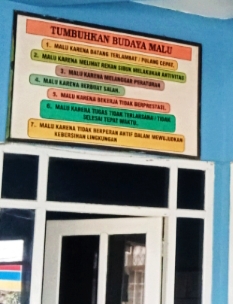 TUMBUHKAN BUDAYA MALU
1. MALU KARENA DATANG TERLAMBAT / PULANG CEPAT.
2. MALU KARENA MELIHAT REKAN SIBUK MELAKUKAN AKTIVITAS
3. MALU KARENA MELANGGAR PERATURAN
4. MALU KARENA BERBUAT SALAH.
5. MALU KARENA BEKERJA TIDAK BERPRESTASI.
6. MALU KARENA TUGAS TIDAK TERLAKSANA / TIDAK
SELESAI TEPAT WAKTU.
7. MALU KARENA TIDAK BERPERAN AKTIF DALAM MEWUJUDKAN
KEBERSIHAN LINGKUNGAN